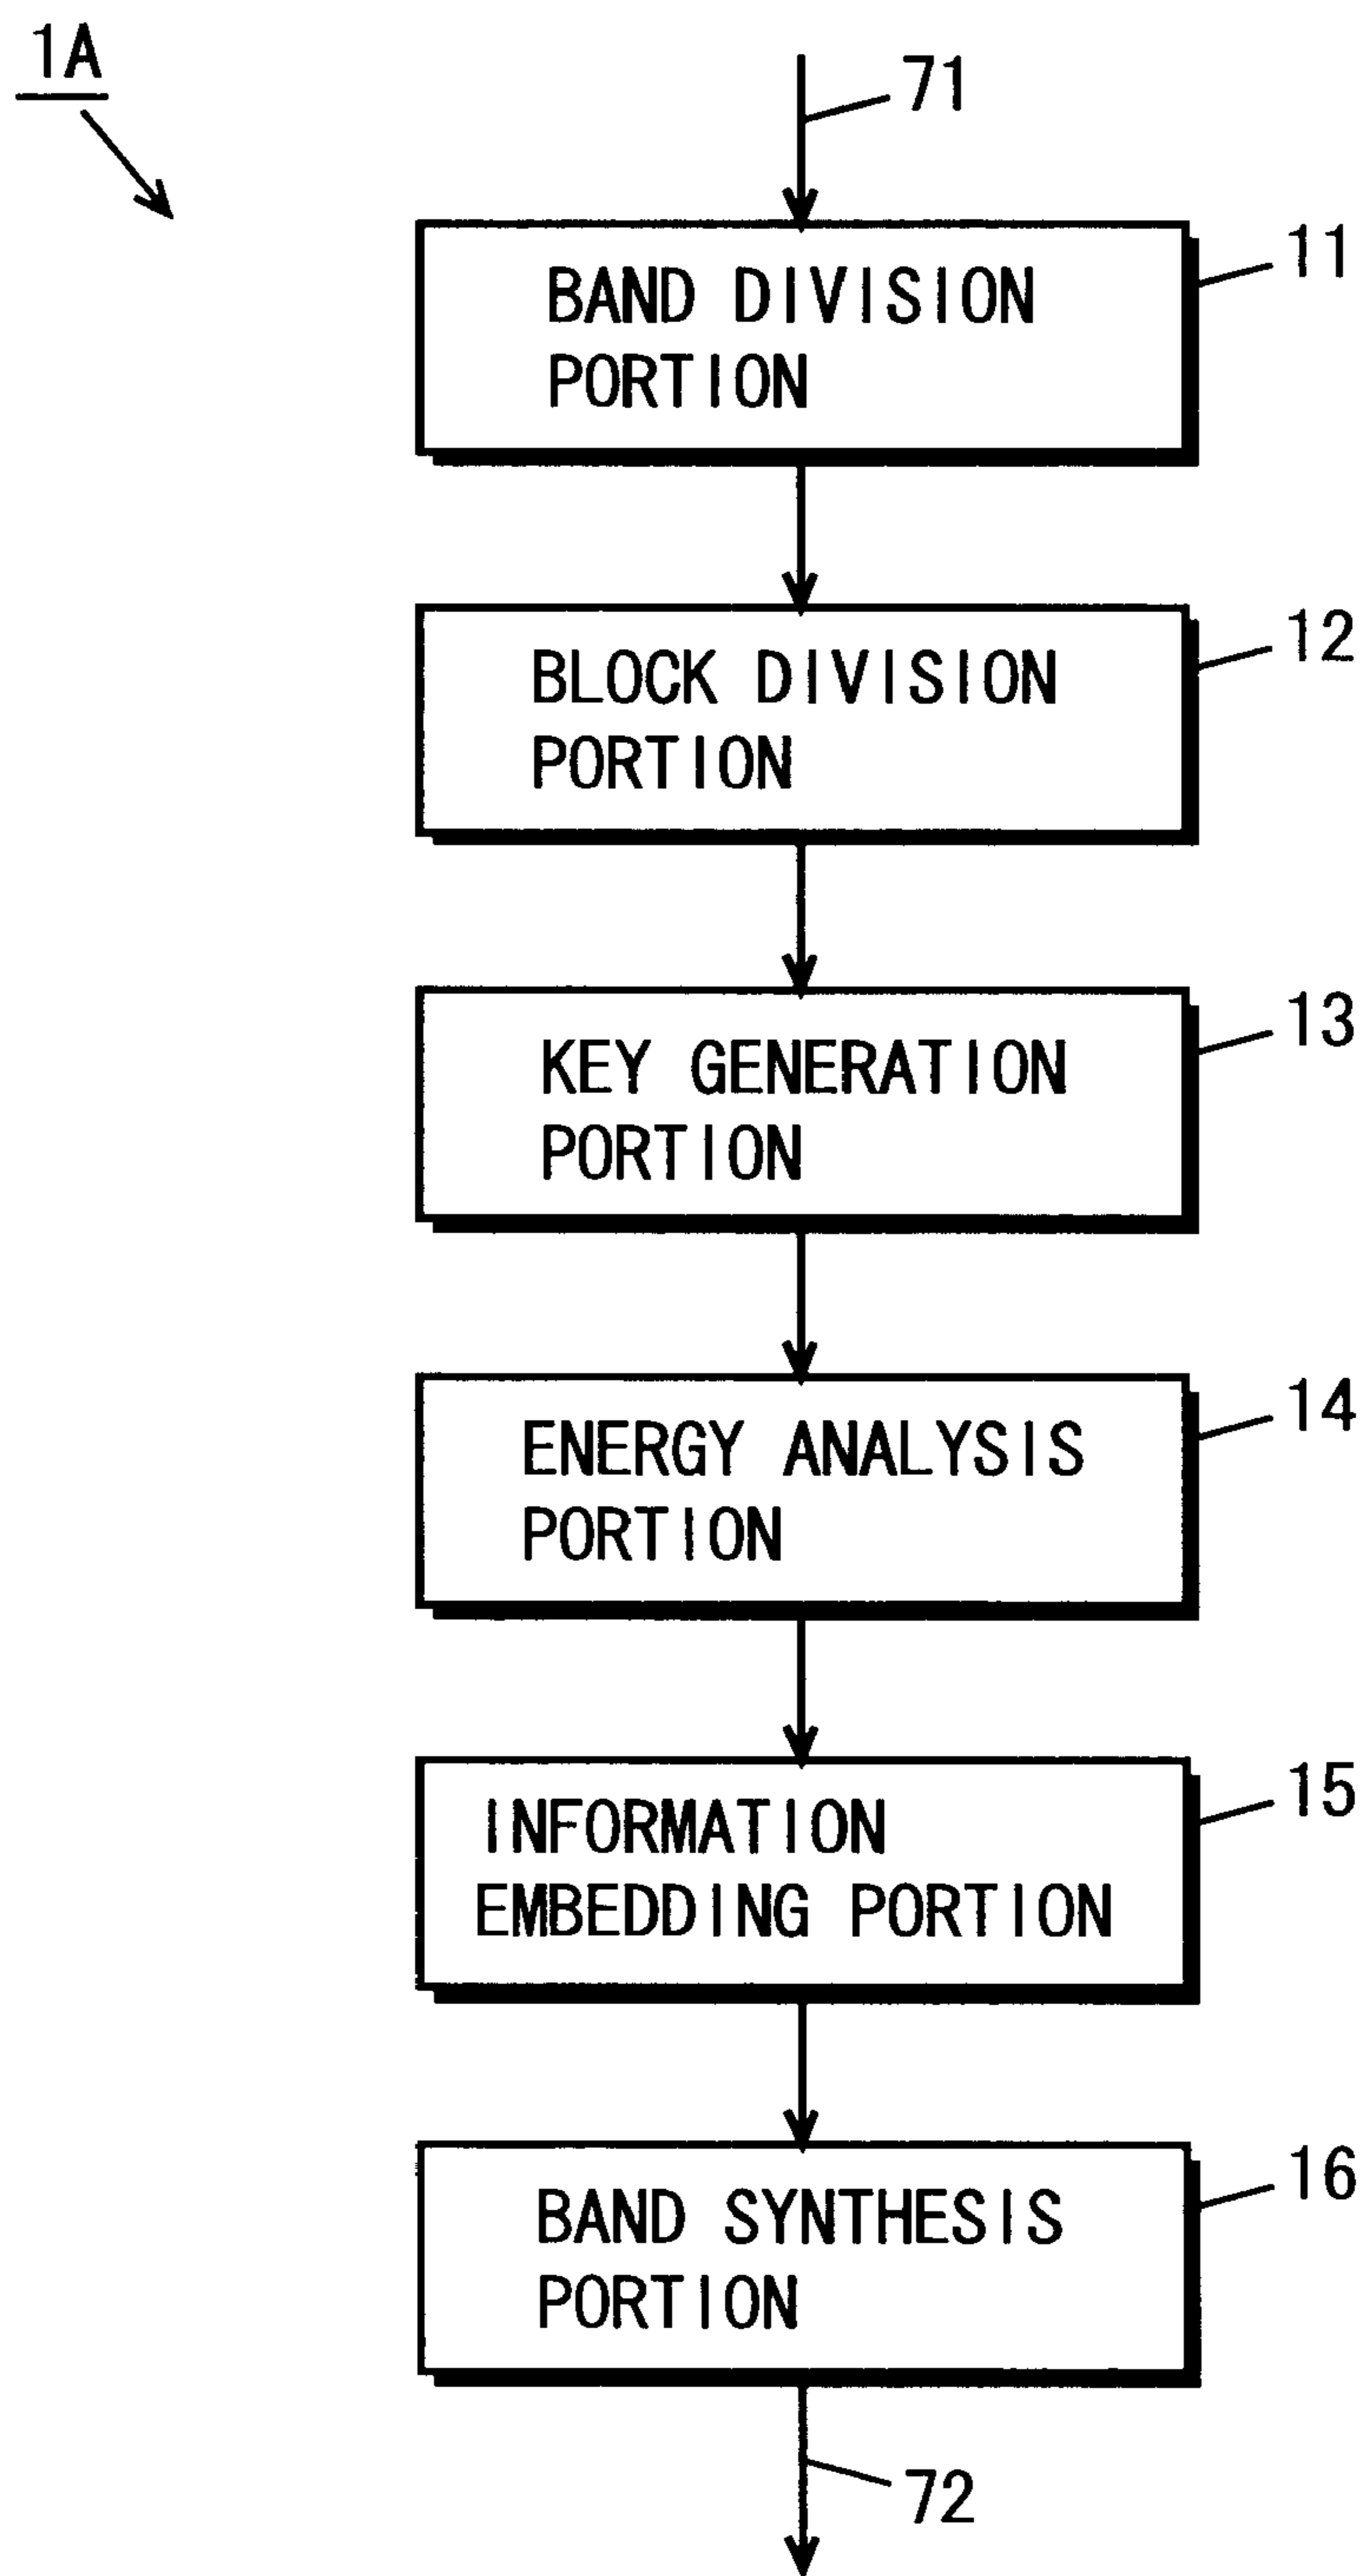 1A
71
BAND DIVISION
PORTION
11
BLOCK DIVISION
PORTION
12
KEY GENERATION
PORTION
13
ENERGY ANALYSIS
PORTION
14
INFORMATION
EMBEDDING PORTION
15
BAND SYNTHESIS
PORTION
16
72